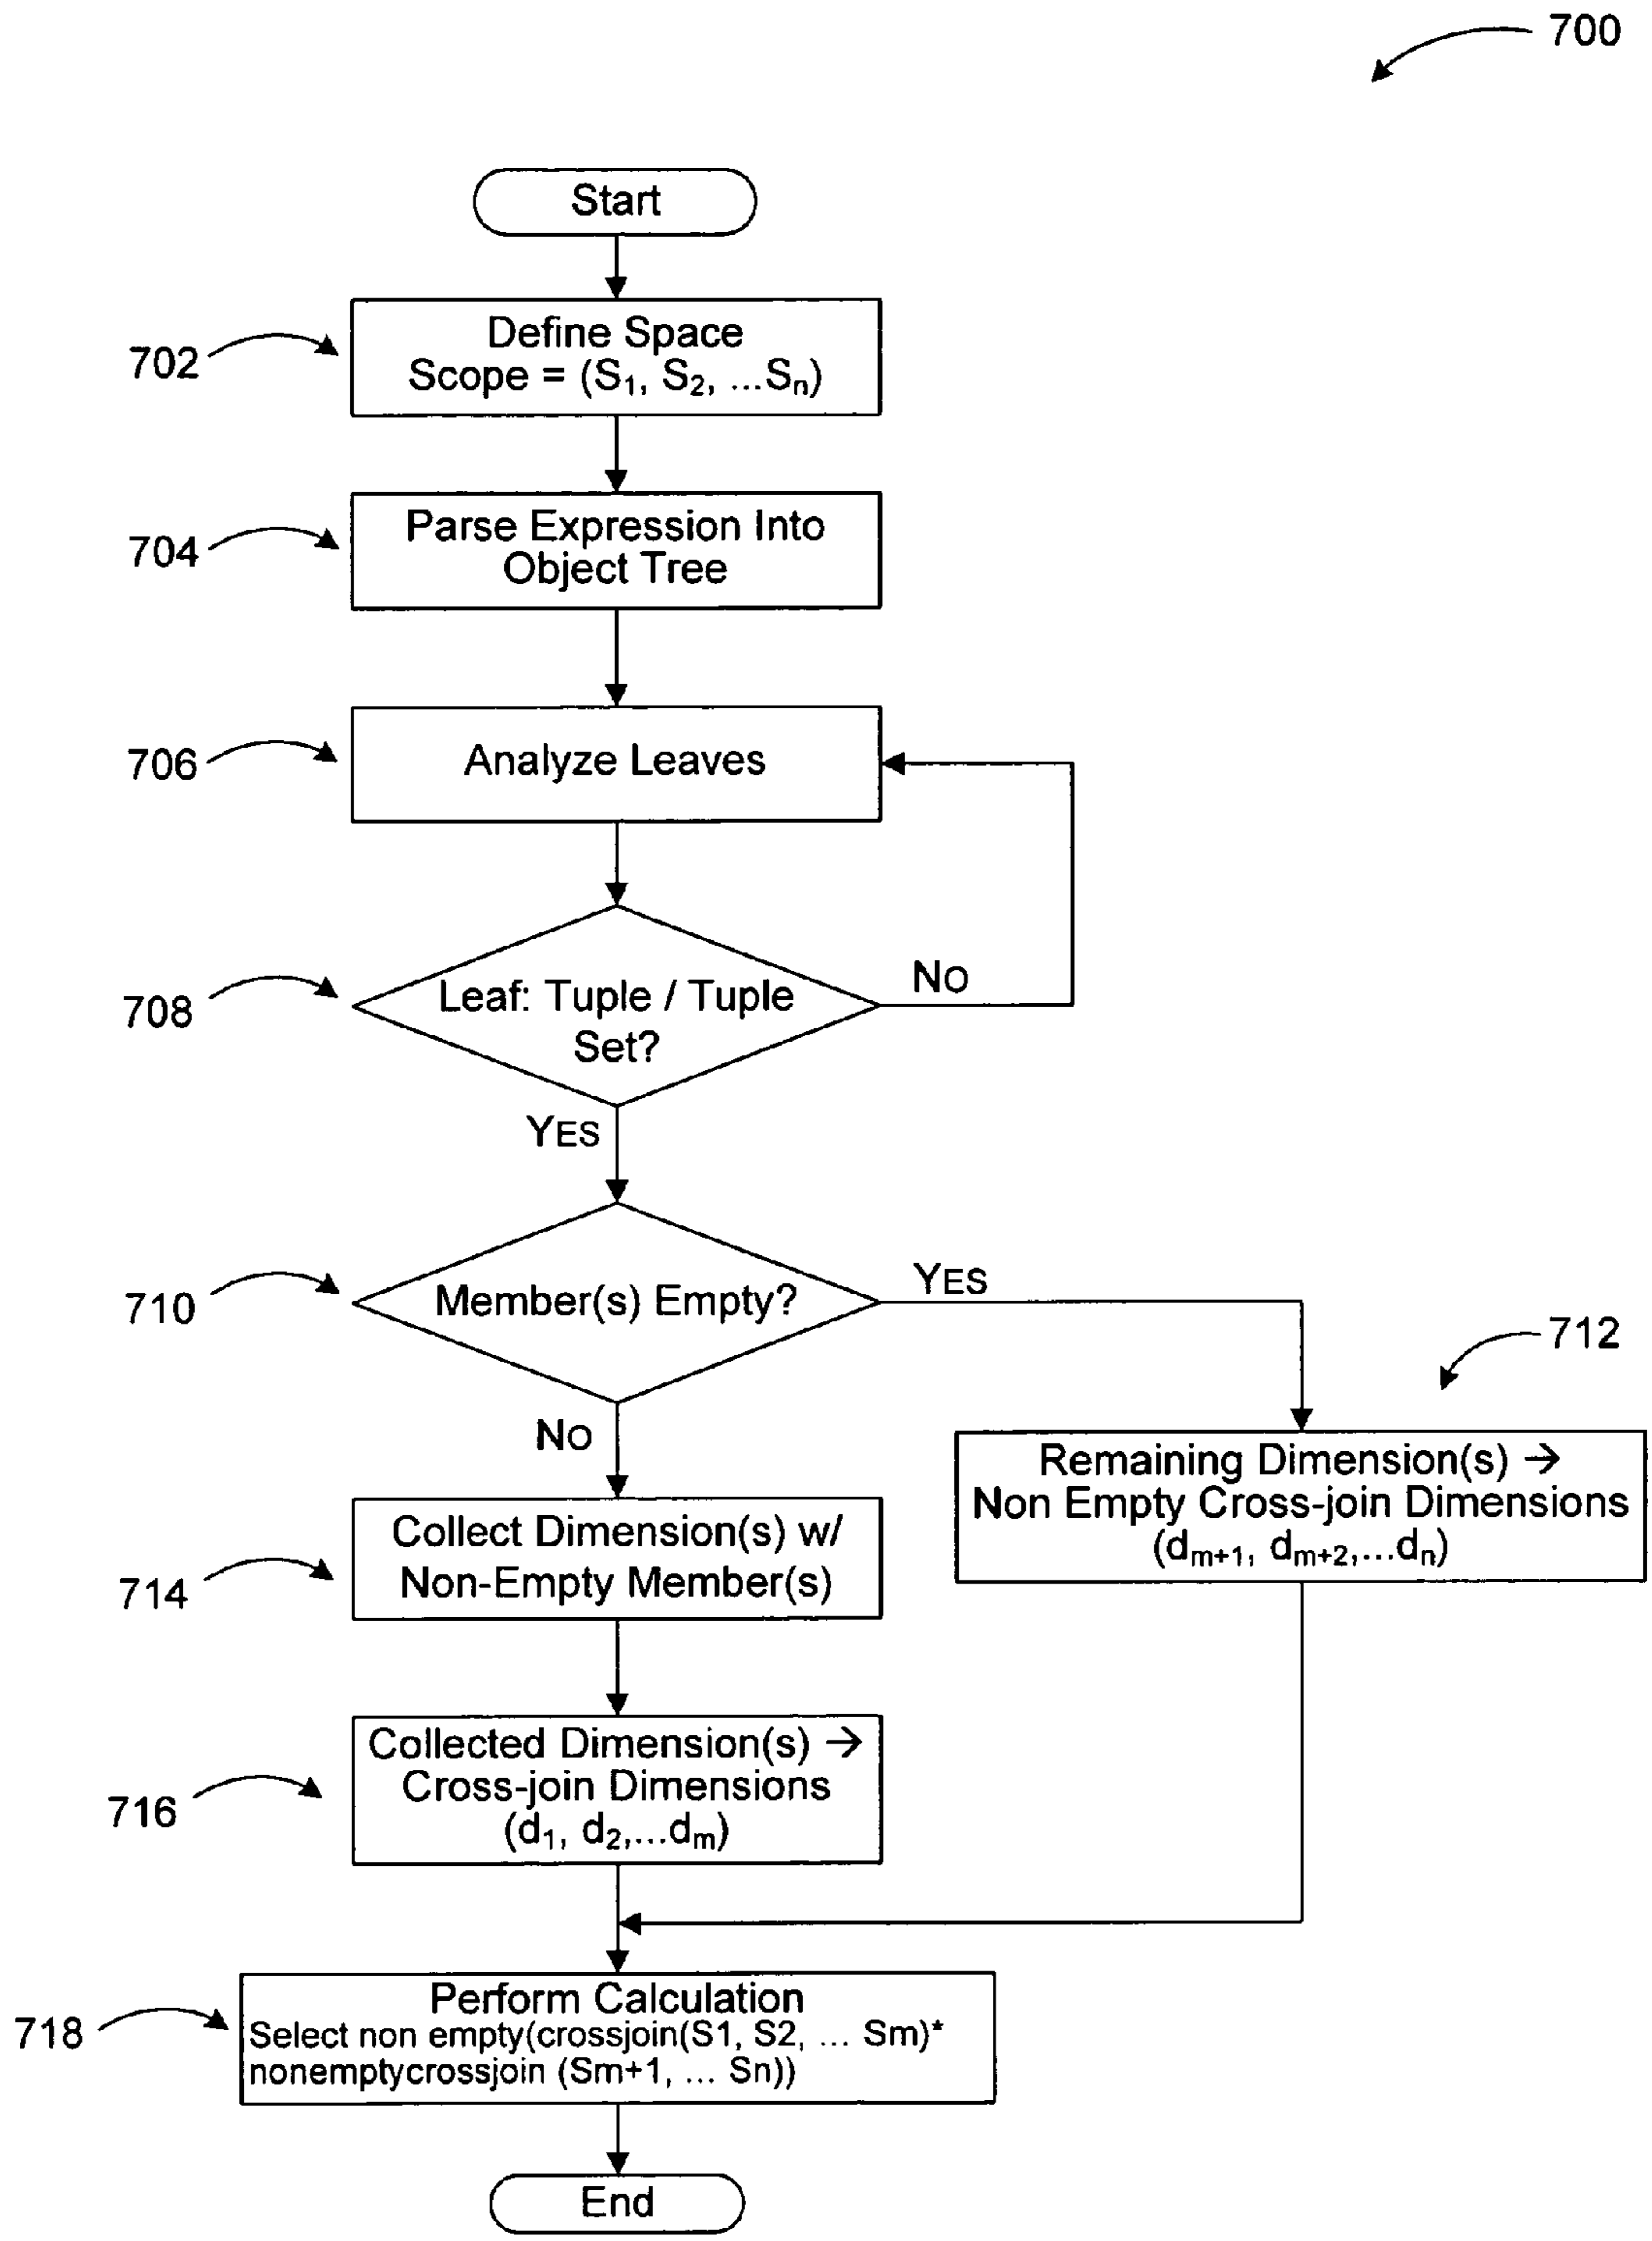 700
Start
702
Define Space
Scope = (S₁, S₂, ...Sₙ)
704
Parse Expression Into
Object Tree
706
Analyze Leaves
708
Leaf: Tuple / Tuple
Set?
NO
YES
710
Member(s) Empty?
YES
712
NO
Remaining Dimension(s) →
Non Empty Cross-join Dimensions
(dₘ₊₁, dₘ₊₂,...dₙ)
714
Collect Dimension(s) w/
Non-Empty Member(s)
716
Collected Dimension(s) →
Cross-join Dimensions
(d₁, d₂,...dₘ)
718
Perform Calculation
Select non empty(crossjoin(S1, S2, ... Sm)*
nonemptycrossjoin (Sm+1, ... Sn))
End